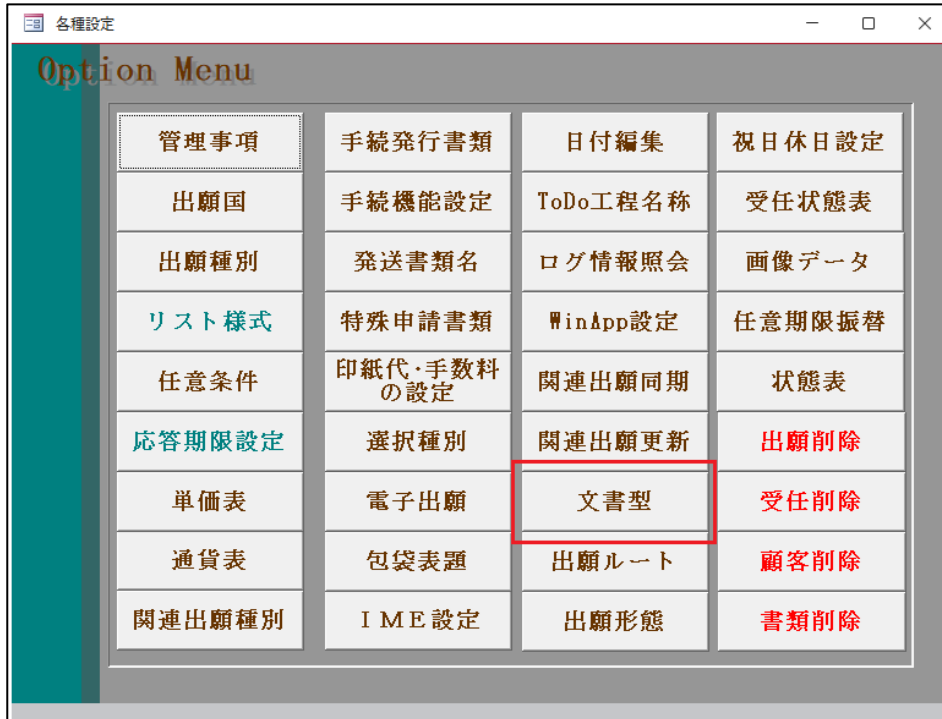 各種設定
Option Menu
管理事項 手続発行書類 日付編集 祝日休日設定
出願国 手続機能設定 ToDo工程名称 受任状態表
出願種別 発送書類名 ログ情報照会 画像データ
リスト様式 特殊申請書類 WinApp設定 任意期限振替
任意条件 印紙代・手数料の設定 関連出願同期 状態表
応答期限設定 選択種別 関連出願更新 出願削除
単価表 電子出願 文書型 受任削除
通貨表 包袋表題 出願ルート 顧客削除
関連出願種別 IME設定 出願形態 書類削除